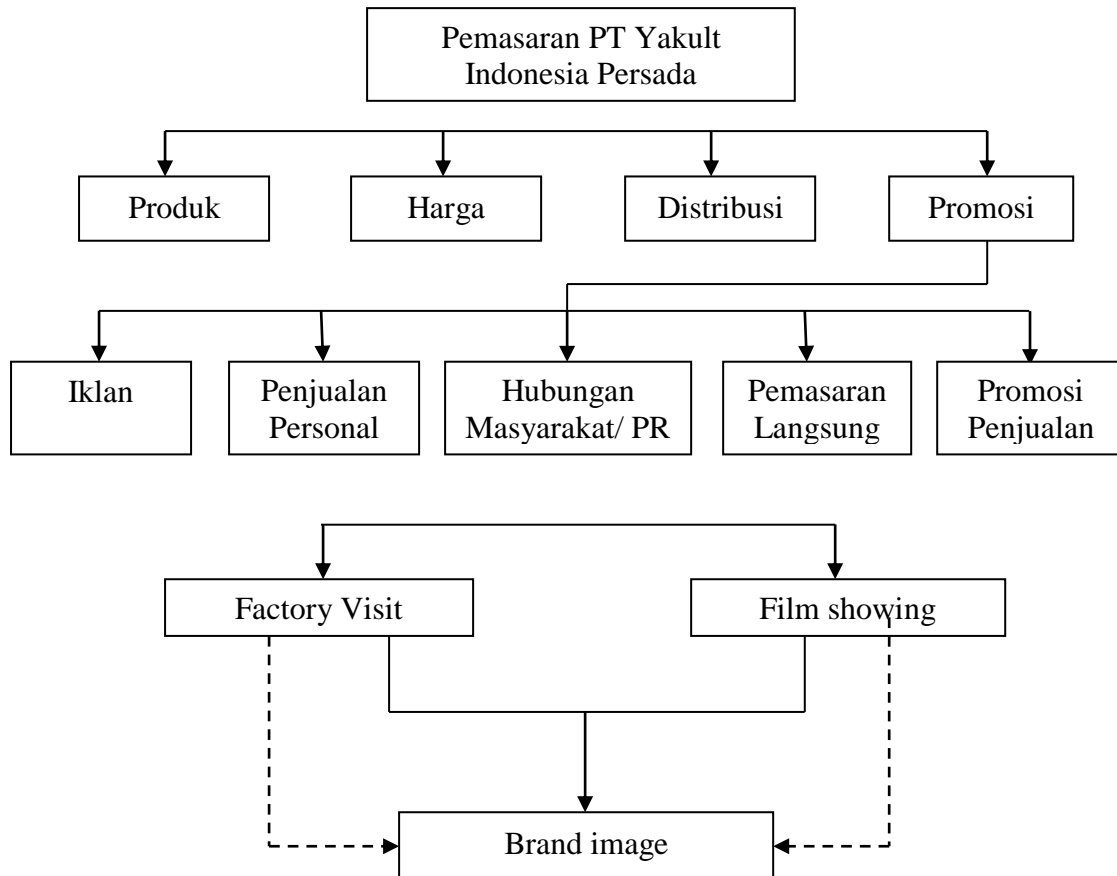 Pemasaran PT Yakult
Indonesia Persada
Produk
Harga
Distribusi
Promosi
Iklan
Penjualan
Personal
Hubungan
Masyarakat/ PR
Pemasaran
Langsung
Promosi
Penjualan
Factory Visit
Film showing
Brand image